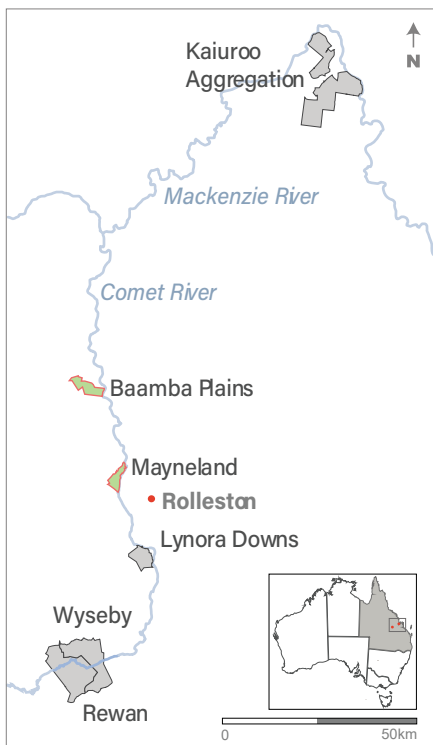 Kaiuroo
Aggregation
N
Mackenzie River
Comet River
Baamba Plains
Mayneland
Rolleston
Lynora Downs
Wyseby
Rewan
0
50km